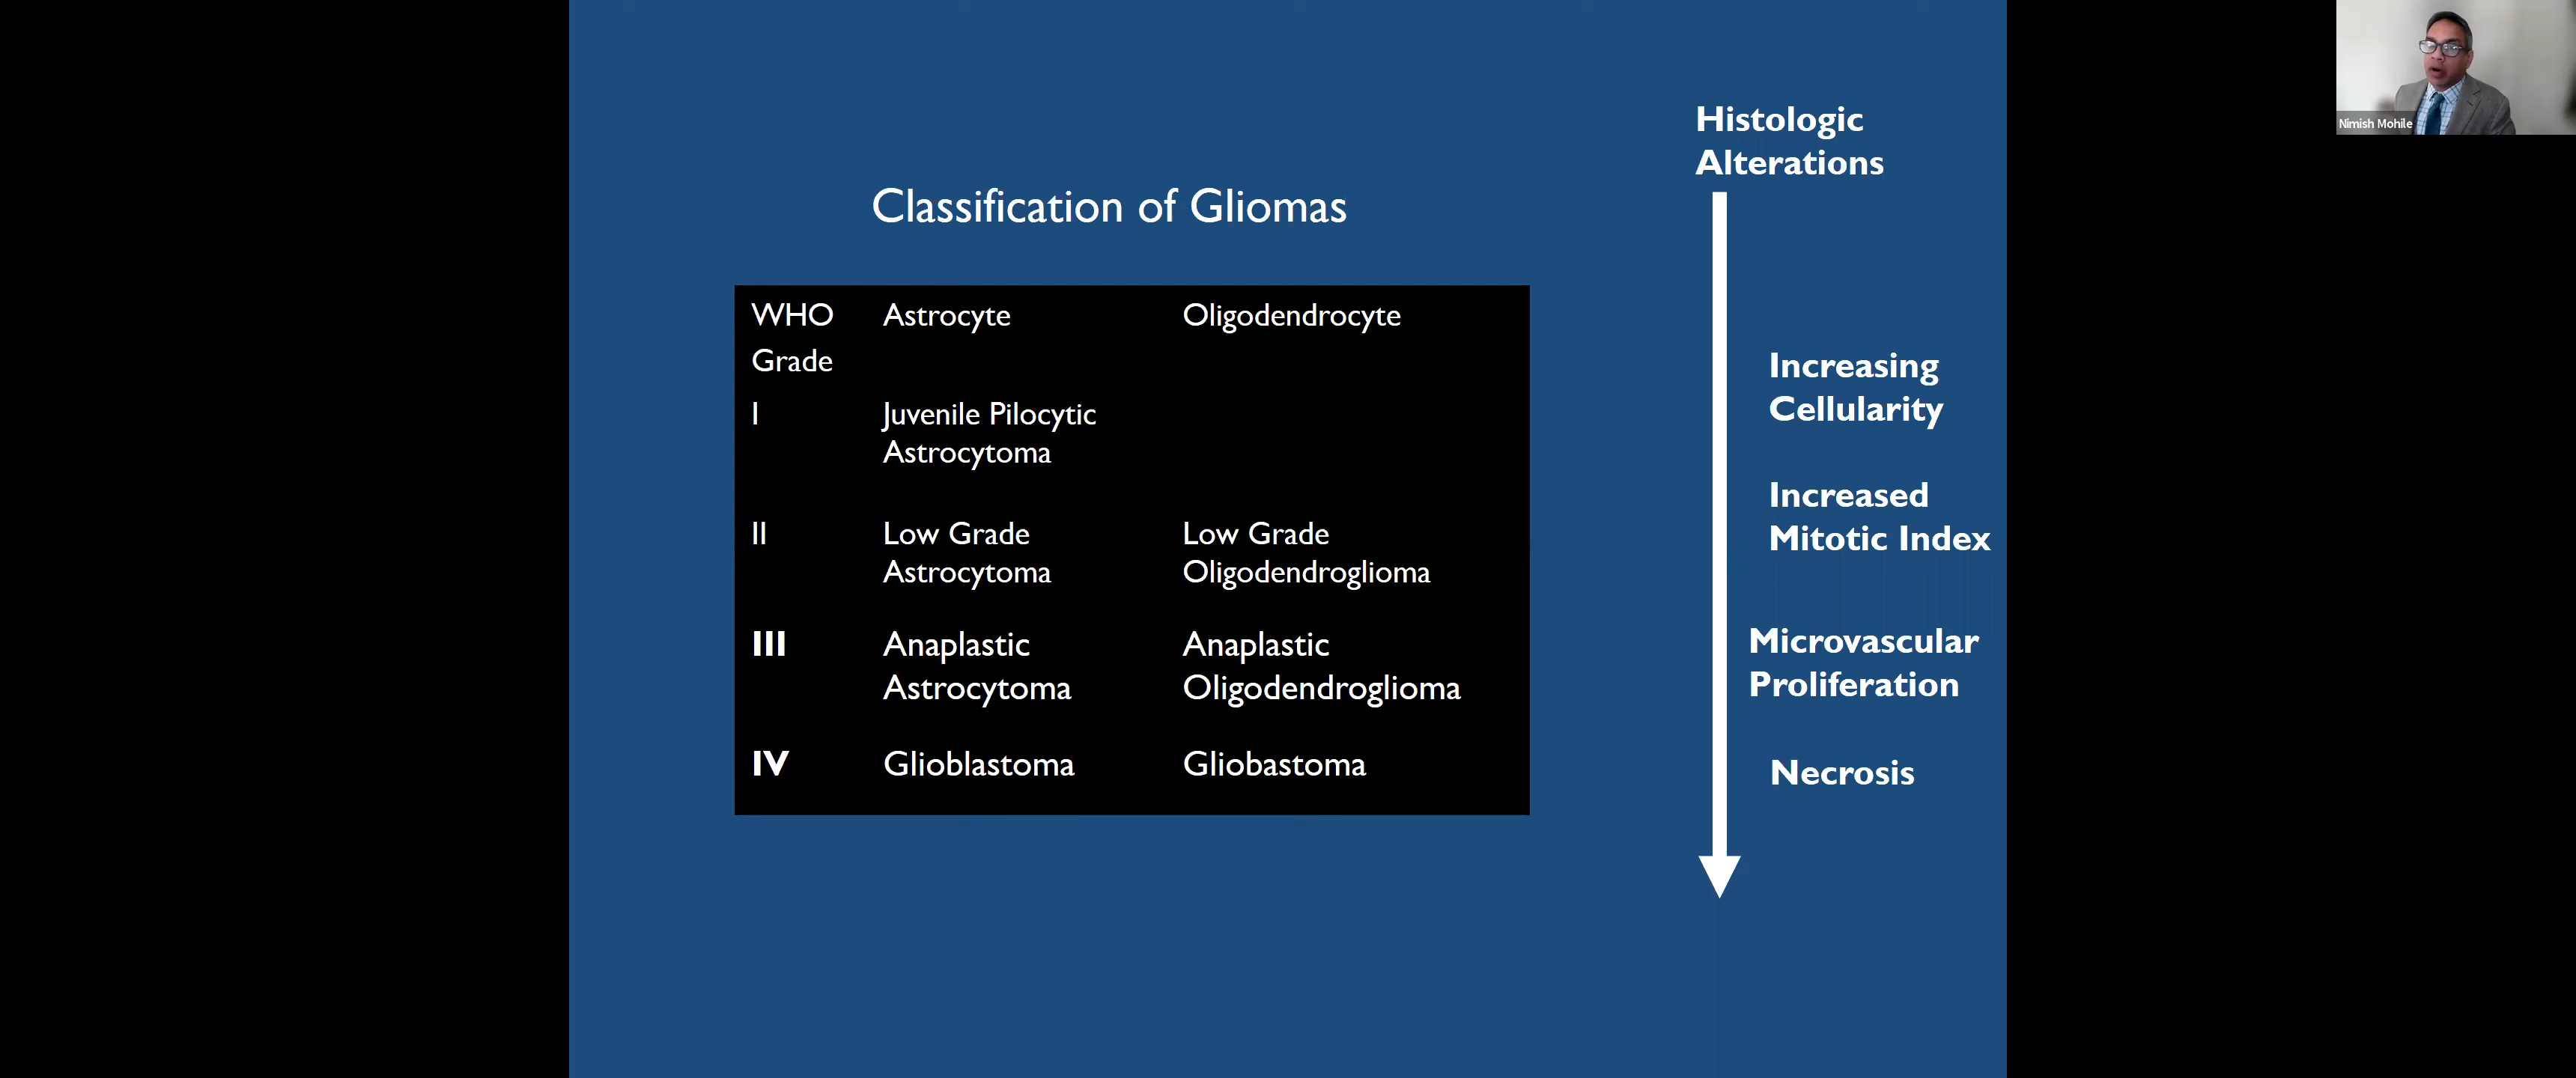 Classification of Gliomas
WHO Astrocyte Oligodendrocyte
Grade
I Juvenile Pilocytic
Astrocytoma
II Low Grade Low Grade
Astrocytoma Oligodendroglioma
III Anaplastic Anaplastic
Astrocytoma Oligodendroglioma
IV Glioblastoma Gliobastoma
Histologic
Alterations
Increasing
Cellularity
Increased
Mitotic Index
Microvascular
Proliferation
Necrosis
Nimish Mohile